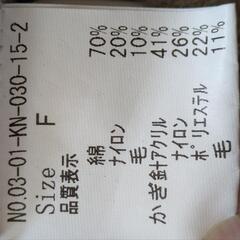 NO.03-01-KN-030-15-2
Size F
品質表示
綿 70%
ナイロン 20%
毛 10%
かぎ針アクリル 41%
ナイロン 26%
ポリエステル 22%
毛 11%